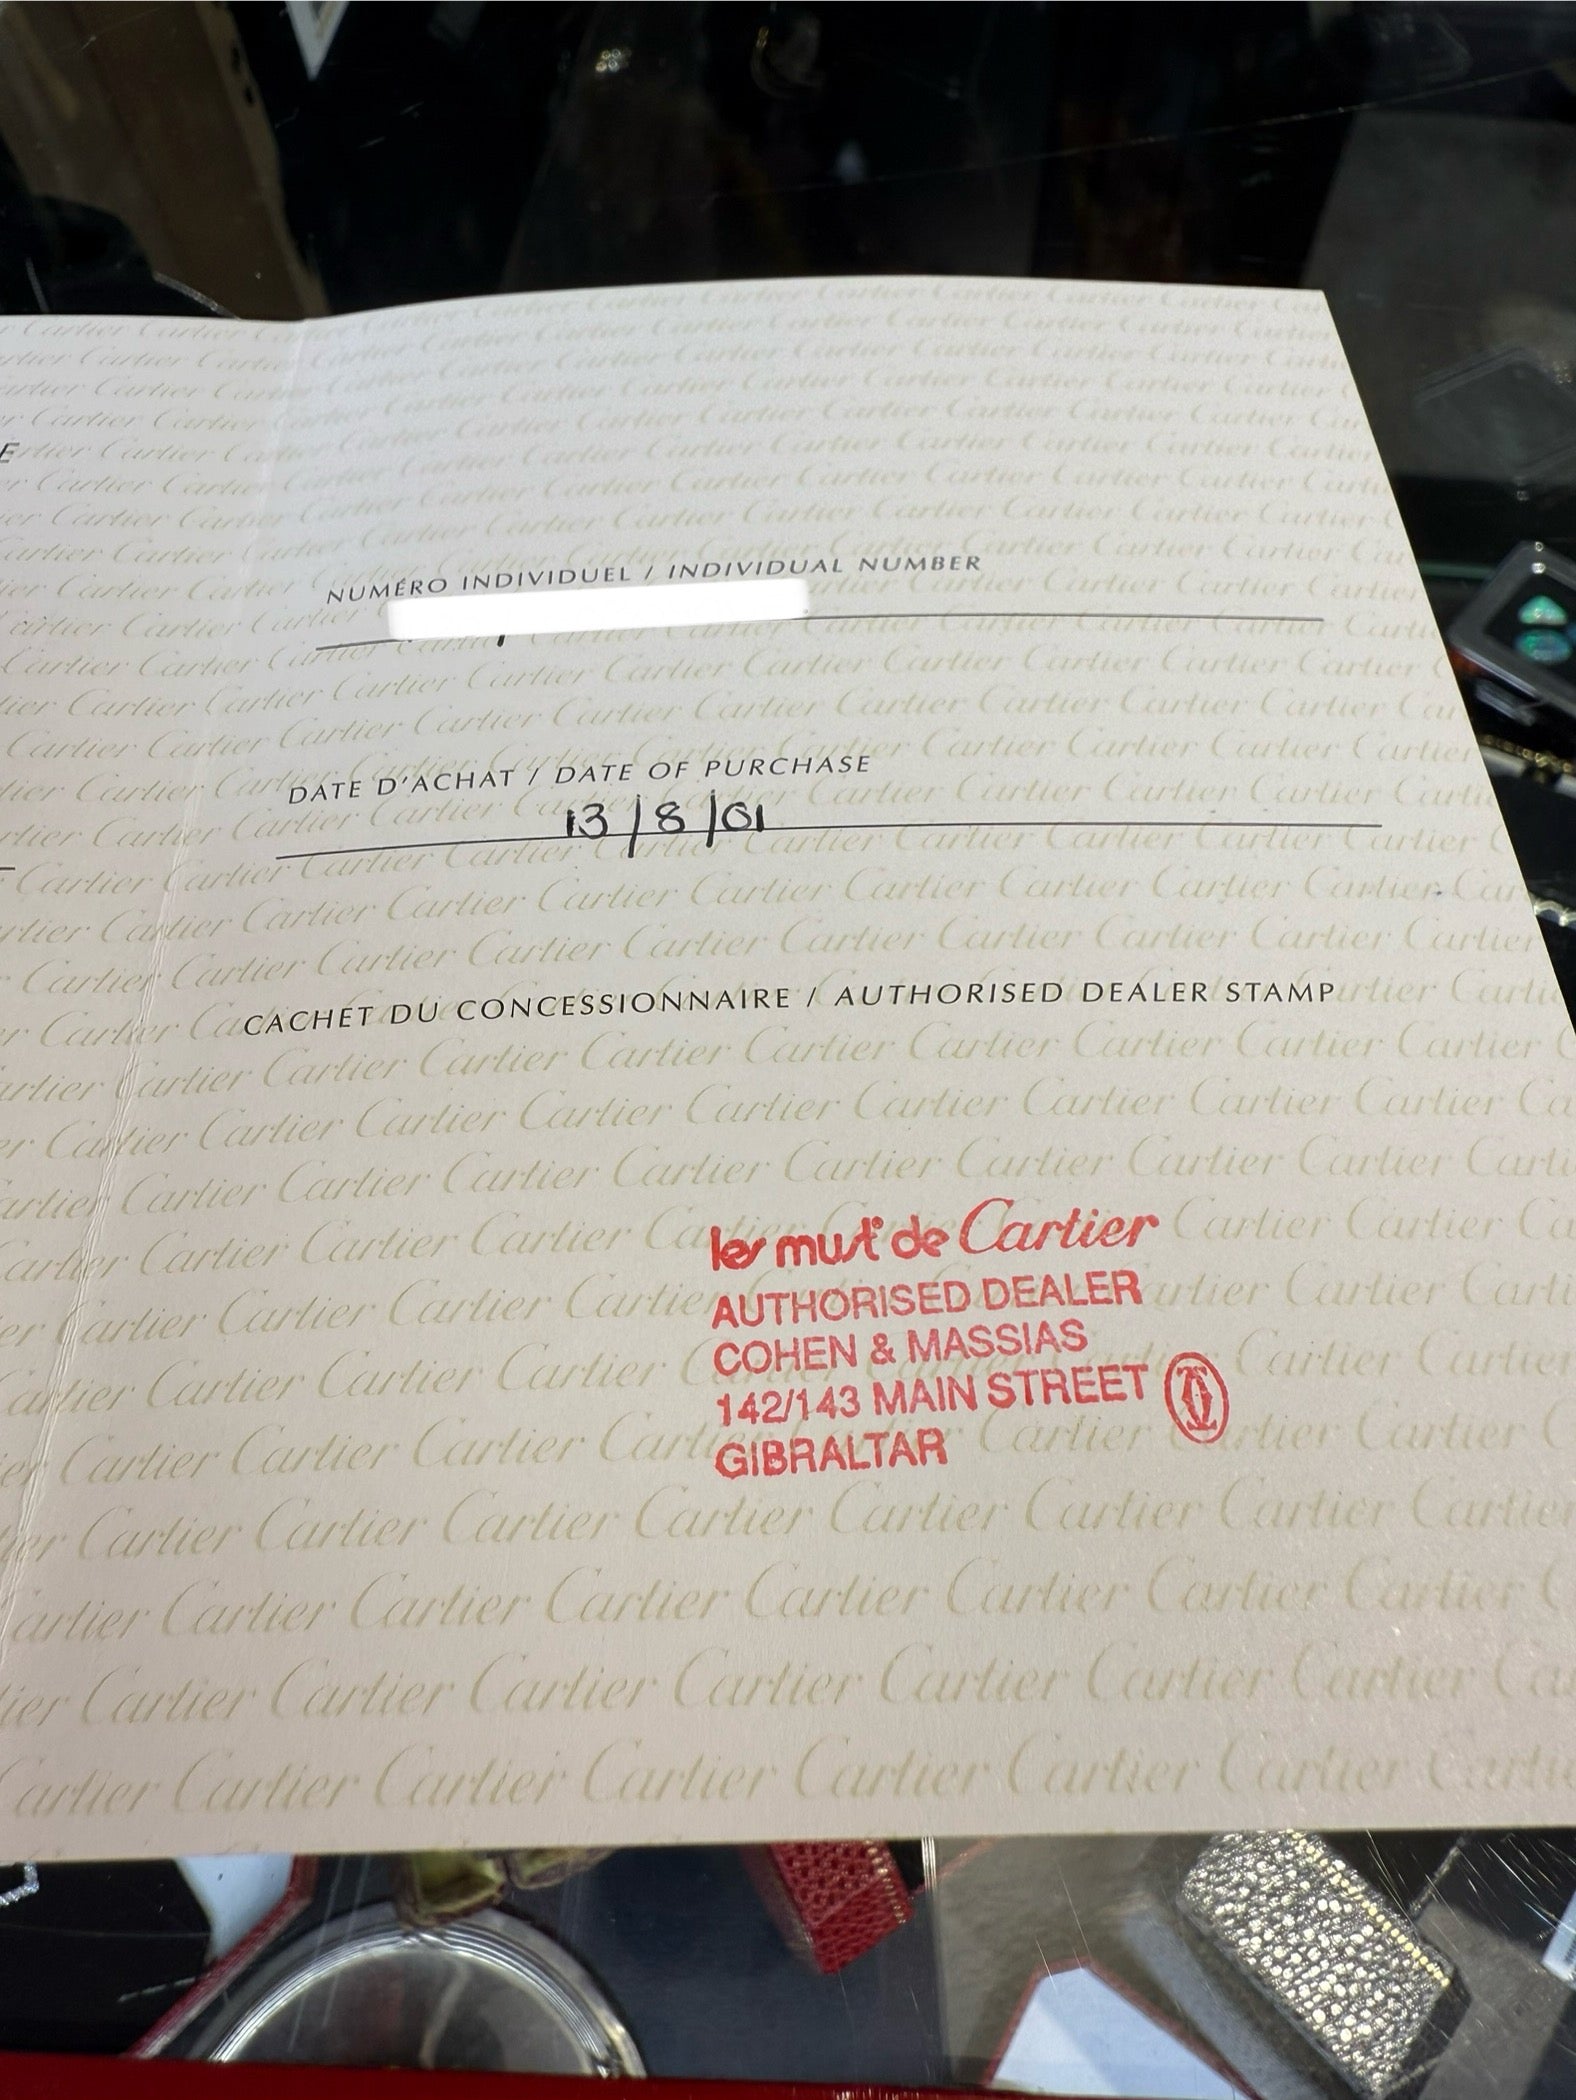 NUMÉRO INDIVIDUEL / INDIVIDUAL NUMBER
DATE D'ACHAT / DATE OF PURCHASE
13/8/01
CACHET DU CONCESSIONNAIRE / AUTHORISED DEALER STAMP
les must de Cartier
AUTHORISED DEALER
COHEN & MASSIAS
142/143 MAIN STREET
GIBRALTAR